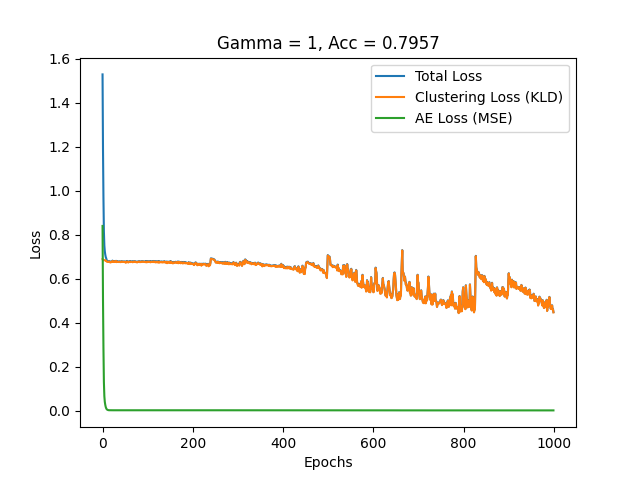 Gamma = 1, Acc = 0.7957
Total Loss
Clustering Loss (KLD)
AE Loss (MSE)
Loss
1.6
1.4
1.2
1.0
0.8
0.6
0.4
0.2
0.0
0 200 400 600 800 1000
Epochs